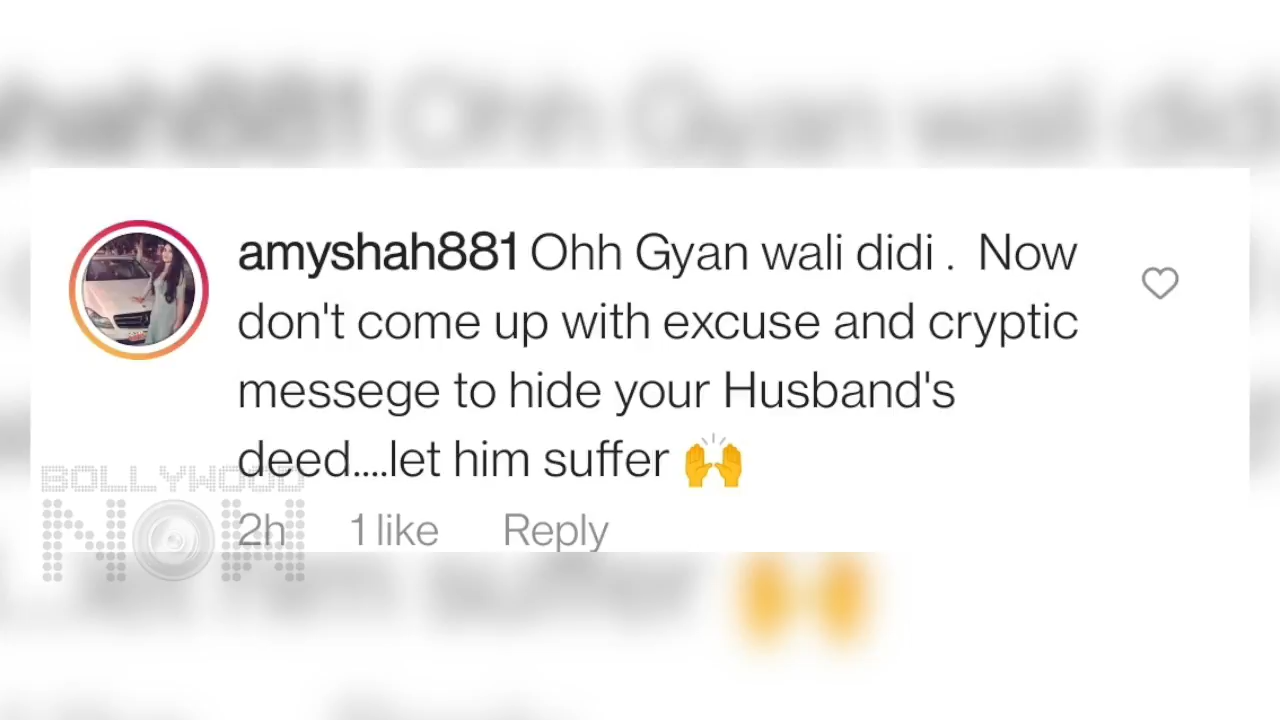 amyshah881 Ohh Gyan wali didi .  Now
don't come up with excuse and cryptic
messege to hide your Husband's
deed....let him suffer 🙌
2h 1 like Reply
BOLLYWOOD
NOW